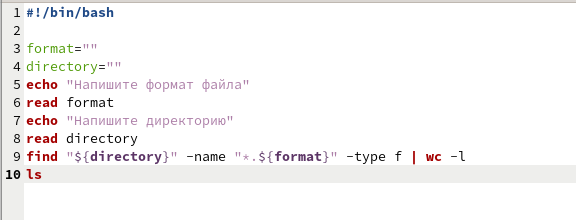 1 #!/bin/bash
2
3 format=""
4 directory=""
5 echo "Напишите формат файла"
6 read format
7 echo "Напишите директорию"
8 read directory
9 find "${directory}" -name "*.${format}" -type f | wc -l
10 ls